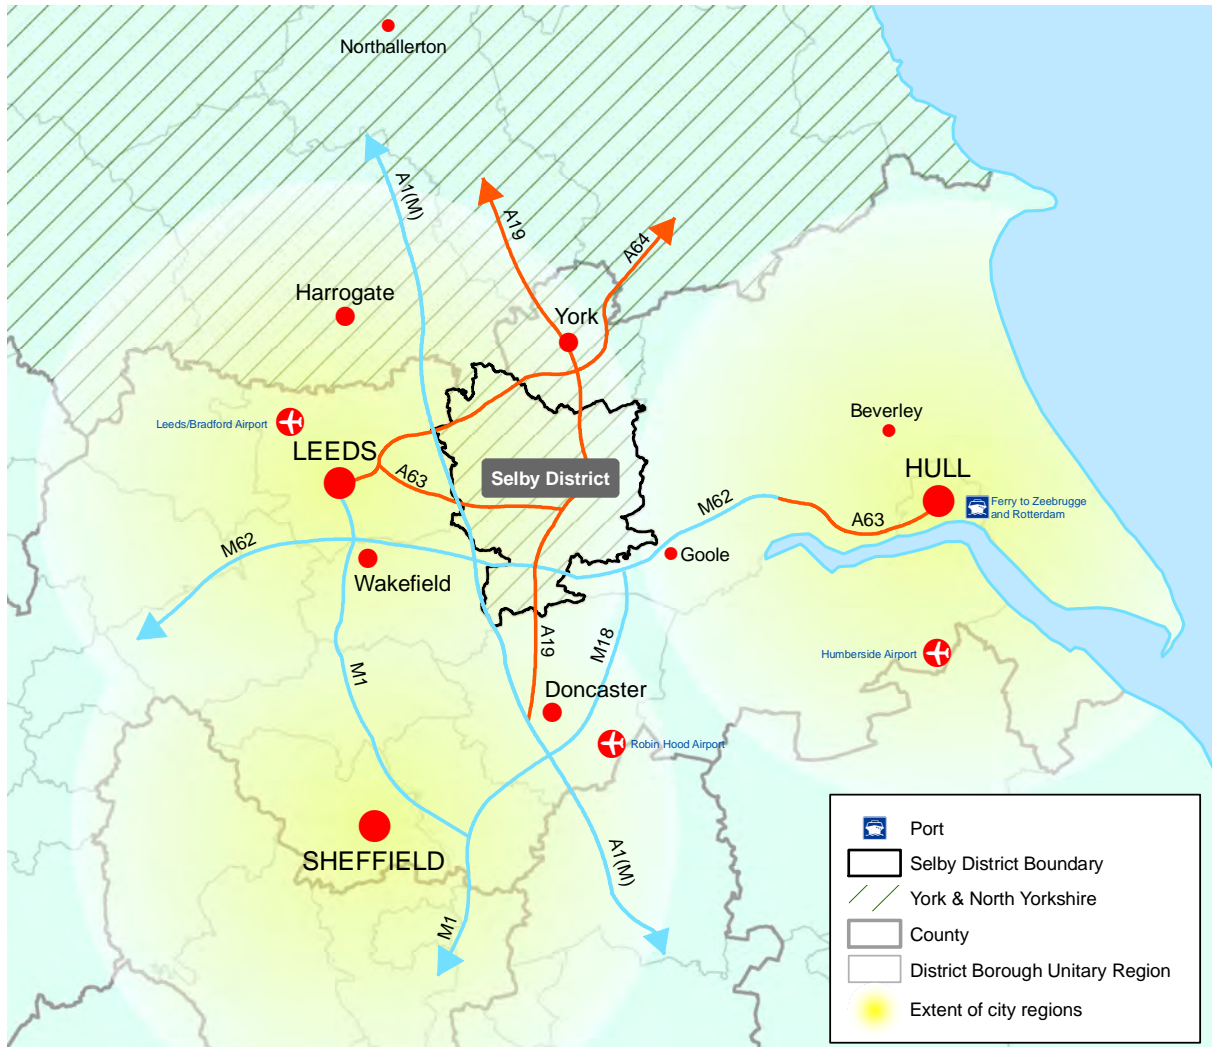 Northallerton
A1(M)
A19
A64
Harrogate
York
Leeds/Bradford Airport
LEEDS
A63
Selby District
Beverley
HULL
Ferry to Zeebrugge
and Rotterdam
M62
A63
M62
Goole
Wakefield
A19
M18
M1
Humberside Airport
Doncaster
Robin Hood Airport
SHEFFIELD
A1(M)
M1
Port
Selby District Boundary
York & North Yorkshire
County
District Borough Unitary Region
Extent of city regions